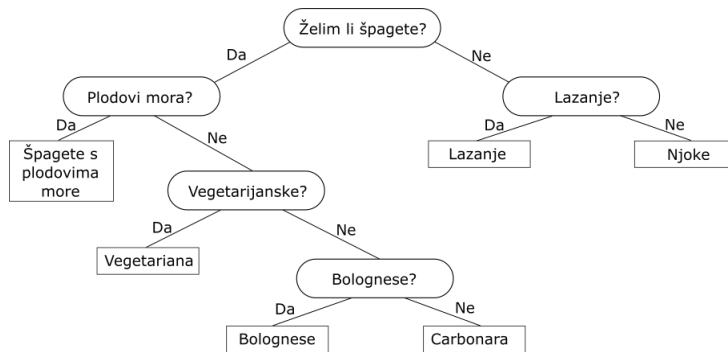 Želim li špagete?
Da
Ne
Plodovi mora?
Lazanje?
Da
Ne
Da
Ne
Špagete s
plodovima
more
Lazanje
Njoke
Vegetarijanske?
Da
Ne
Vegetariana
Bolognese?
Da
Ne
Bolognese
Carbonara